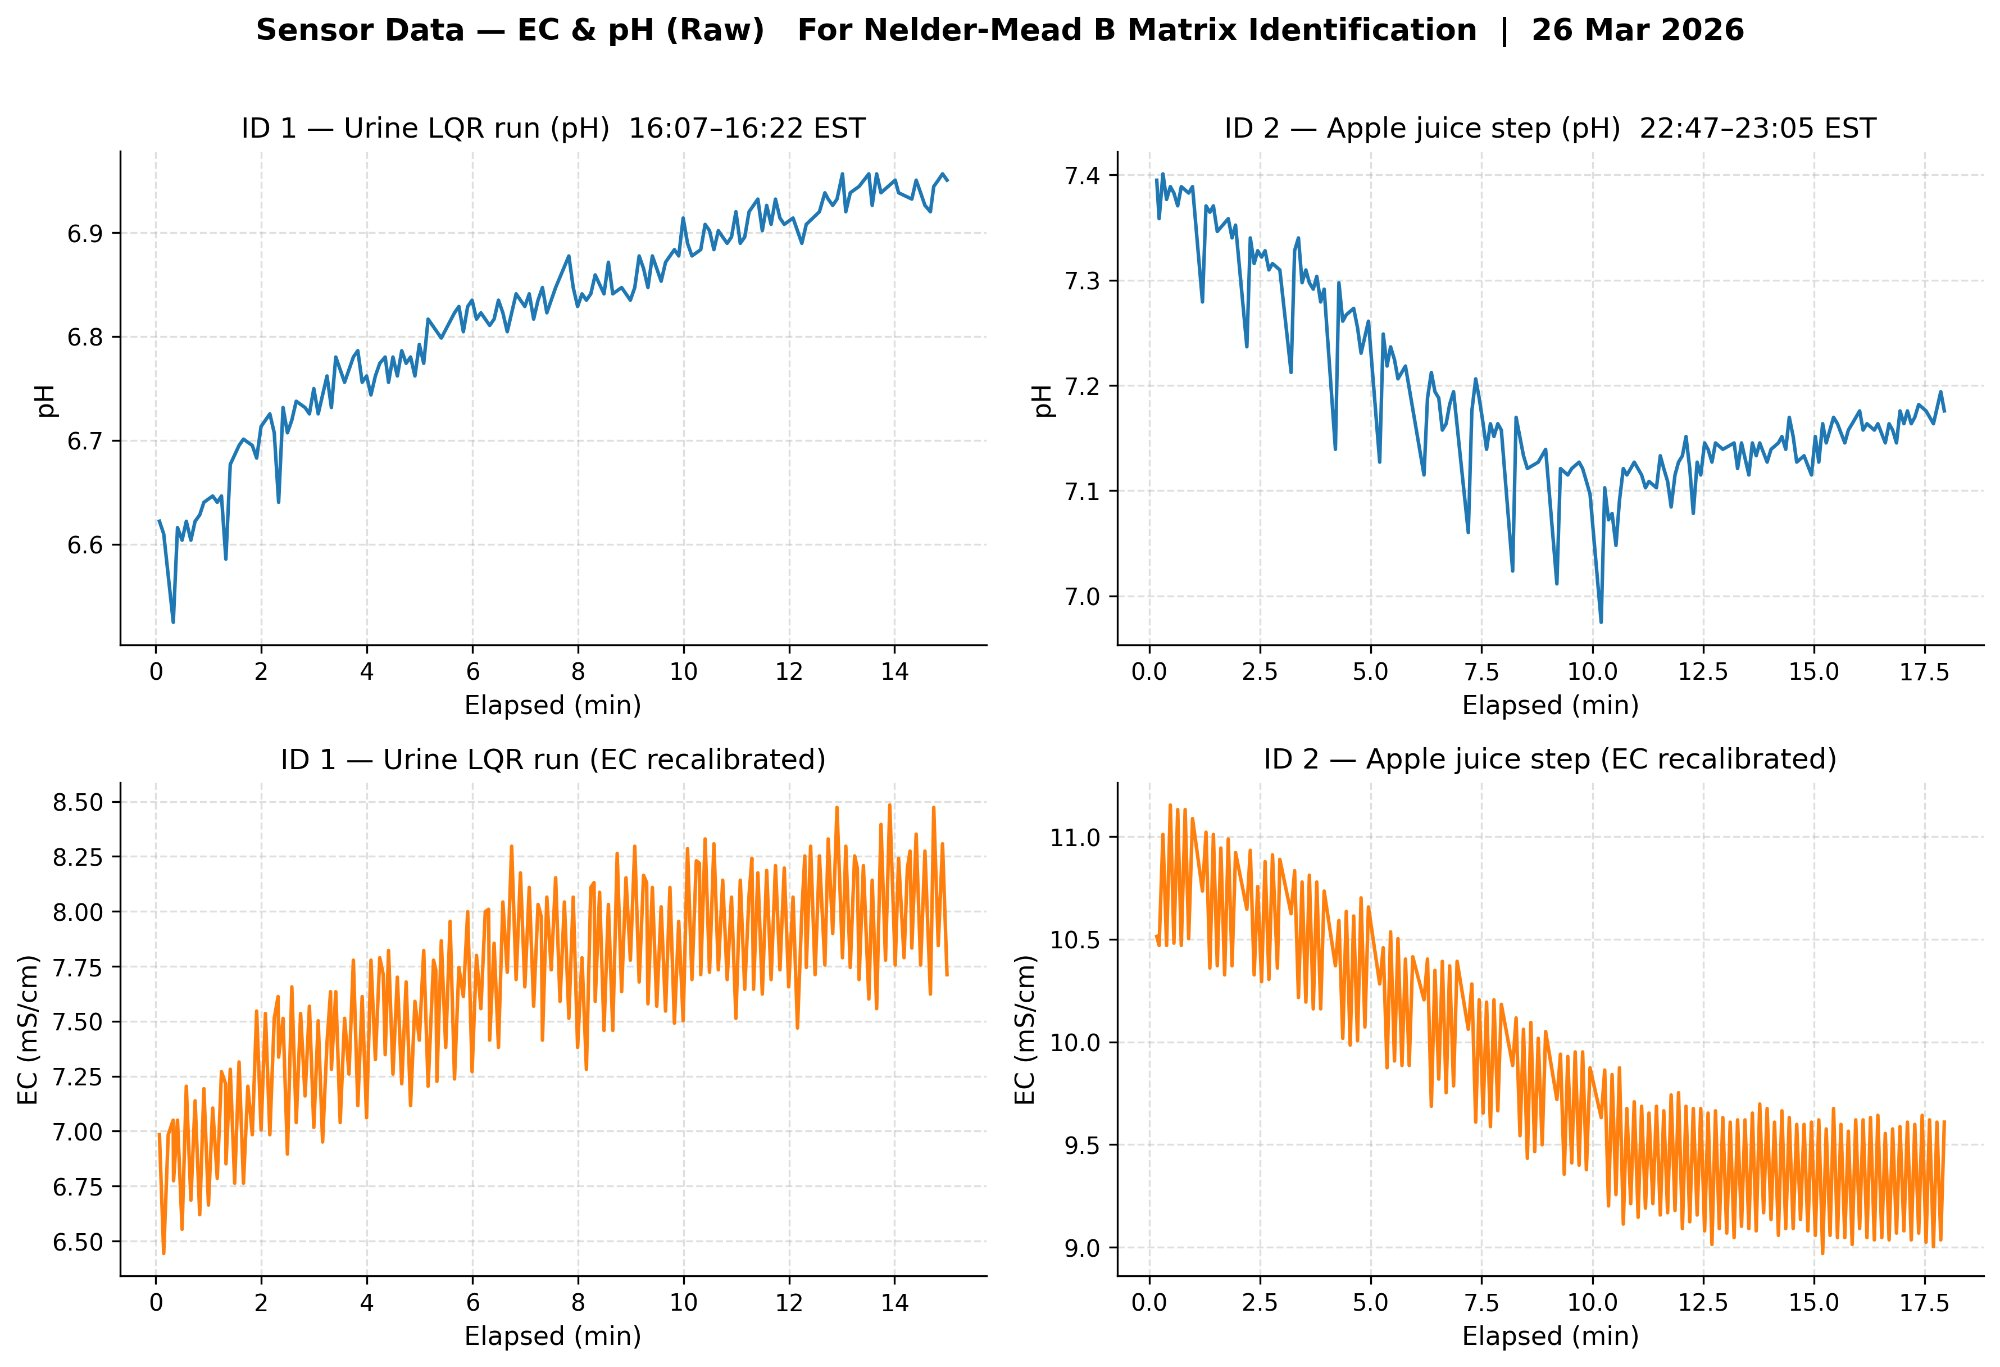 Sensor Data — EC & pH (Raw)   For Nelder-Mead B Matrix Identification  |  26 Mar 2026
ID 1 — Urine LQR run (pH)  16:07–16:22 EST
pH
6.9
6.8
6.7
6.6
0 2 4 6 8 10 12 14
Elapsed (min)
ID 2 — Apple juice step (pH)  22:47–23:05 EST
pH
7.4
7.3
7.2
7.1
7.0
0.0 2.5 5.0 7.5 10.0 12.5 15.0 17.5
Elapsed (min)
ID 1 — Urine LQR run (EC recalibrated)
EC (mS/cm)
8.50
8.25
8.00
7.75
7.50
7.25
7.00
6.75
6.50
0 2 4 6 8 10 12 14
Elapsed (min)
ID 2 — Apple juice step (EC recalibrated)
EC (mS/cm)
11.0
10.5
10.0
9.5
9.0
0.0 2.5 5.0 7.5 10.0 12.5 15.0 17.5
Elapsed (min)